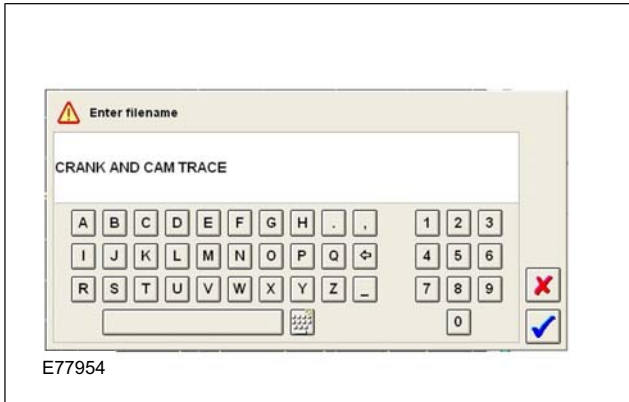 Enter filename
CRANK AND CAM TRACE
A B C D E F G H . , 1 2 3
I J K L M N O P Q 4 5 6
R S T U V W X Y Z _ 7 8 9
0
E77954